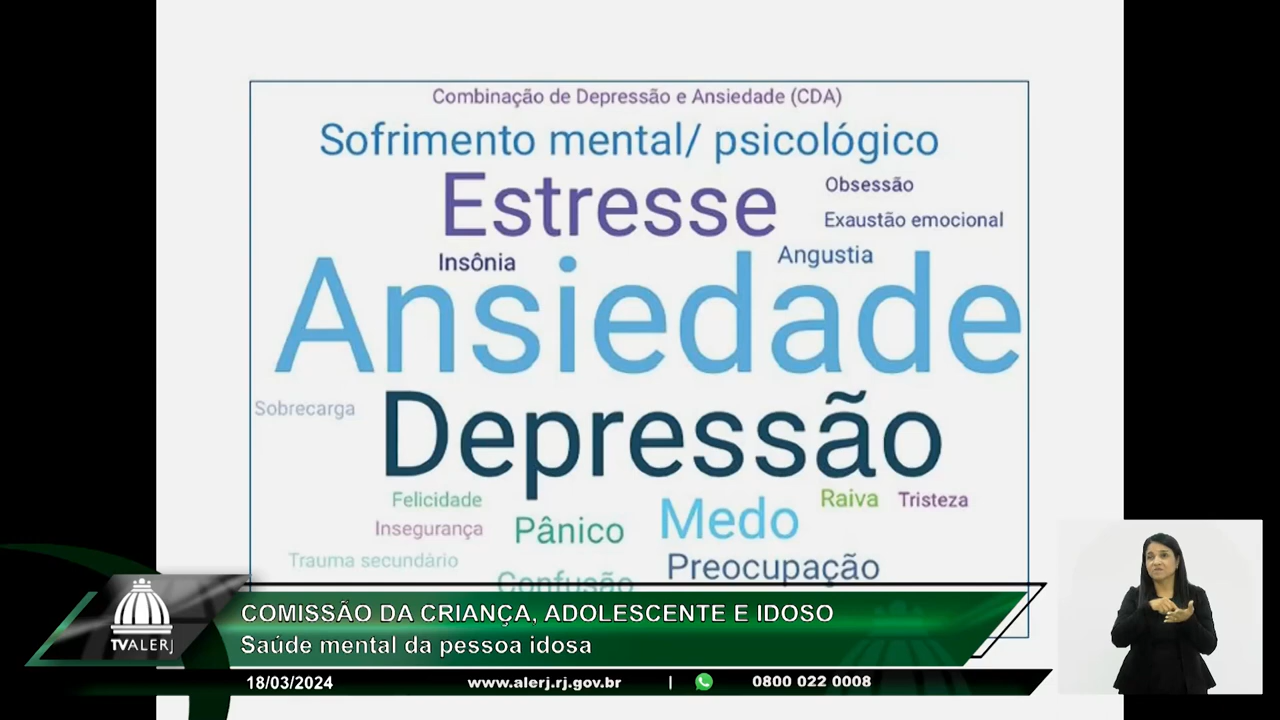 Combinação de Depressão e Ansiedade (CDA)
Sofrimento mental/ psicológico
Estresse
Obsessão
Exaustão emocional
Insônia
Angustia
Ansiedade
Sobrecarga
Depressão
Felicidade
Medo
Raiva
Tristeza
Insegurança
Pânico
Trauma secundário
Preocupação
Confusão
COMISSÃO DA CRIANÇA, ADOLESCENTE E IDOSO
TVALERJ
Saúde mental da pessoa idosa
18/03/2024
www.alerj.rj.gov.br | 0800 022 0008